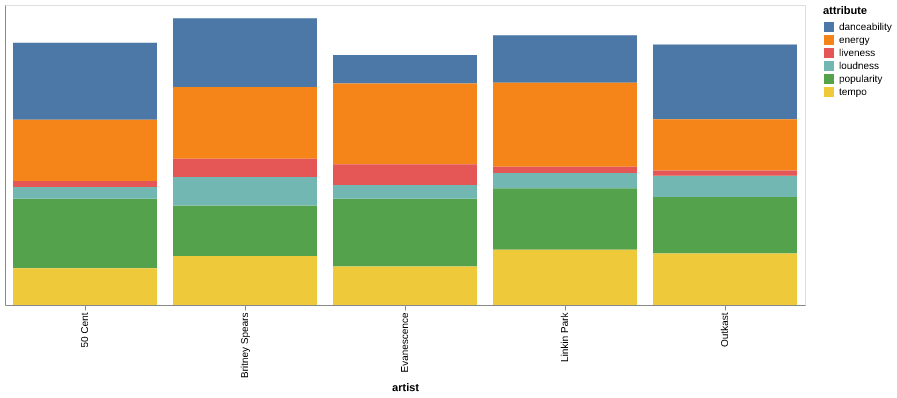 attribute
danceability
energy
liveness
loudness
popularity
tempo
50 Cent
Britney Spears
Evanescence
Linkin Park
Outkast
artist